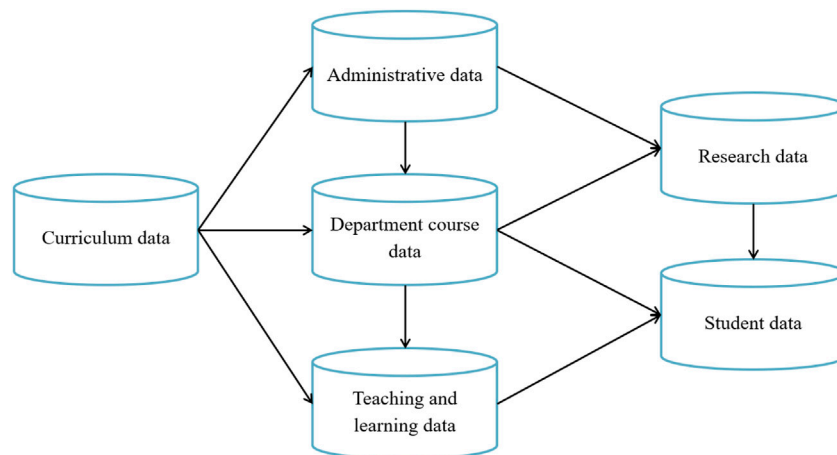 Administrative data
Research data
Curriculum data
Department course
data
Student data
Teaching and
learning data